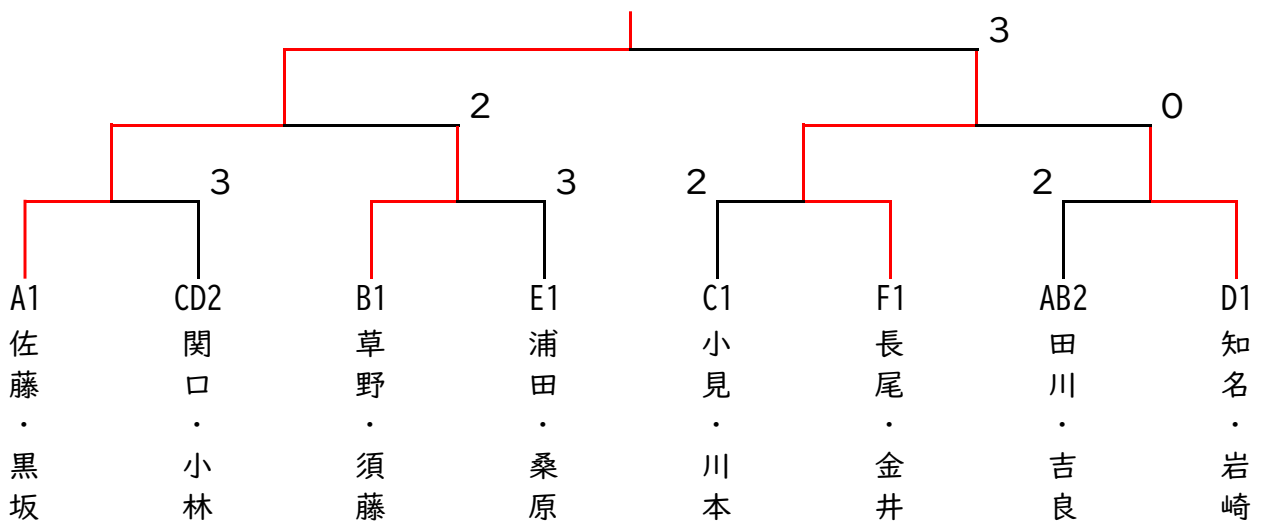 3
2
0
3
3
2
2
A1
CD2
B1
E1
C1
F1
AB2
D1
佐藤・黒坂
関口・小林
草野・須藤
浦田・桑原
小見・川本
長尾・金井
田川・吉良
知名・岩崎